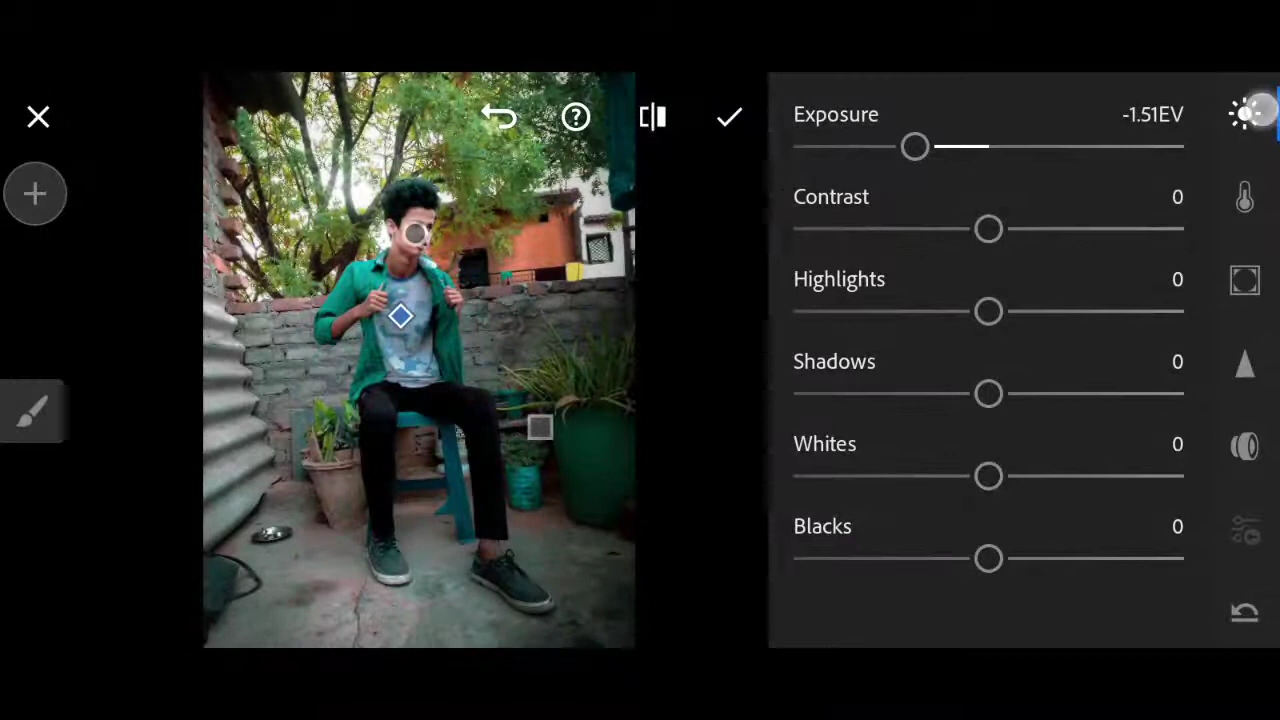 Exposure -1.51EV
Contrast 0
Highlights 0
Shadows 0
Whites 0
Blacks 0